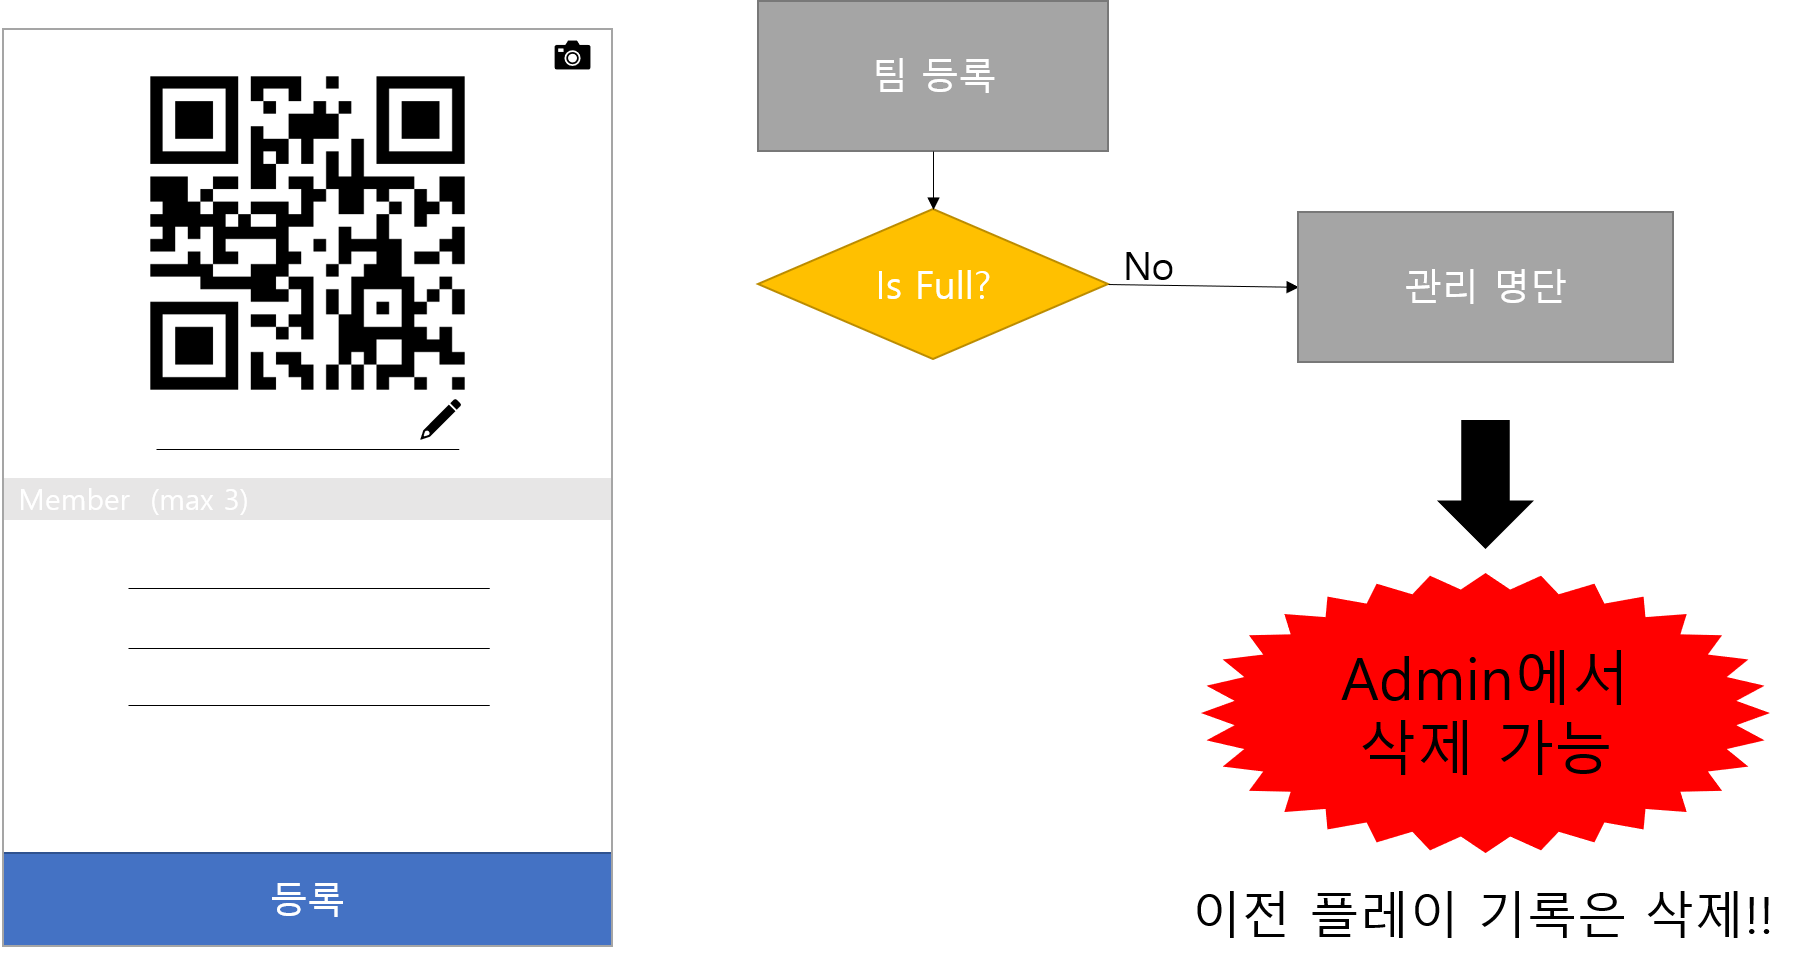 Member (max 3)
등록
팀 등록
Is Full?
No
관리 명단
Admin에서
삭제 가능
이전 플레이 기록은 삭제!!